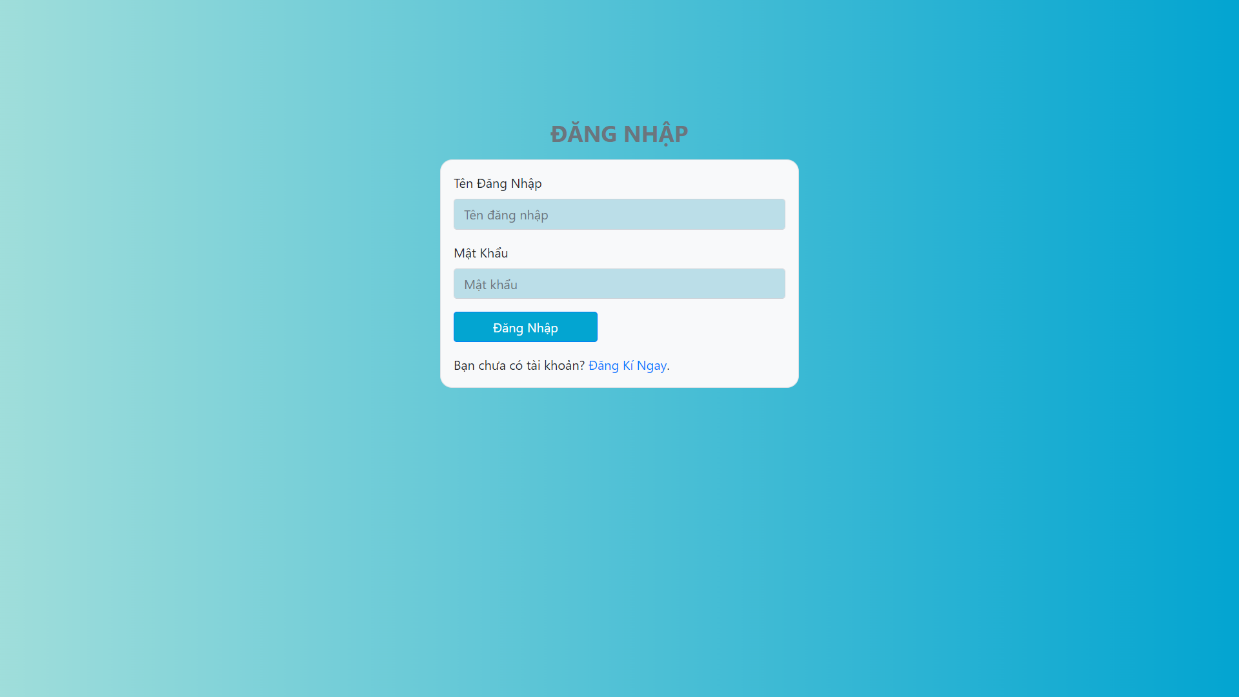 ĐĂNG NHẬP
Tên Đăng Nhập
Tên đăng nhập
Mật Khẩu
Mật khẩu
Đăng Nhập
Bạn chưa có tài khoản? Đăng Kí Ngay.